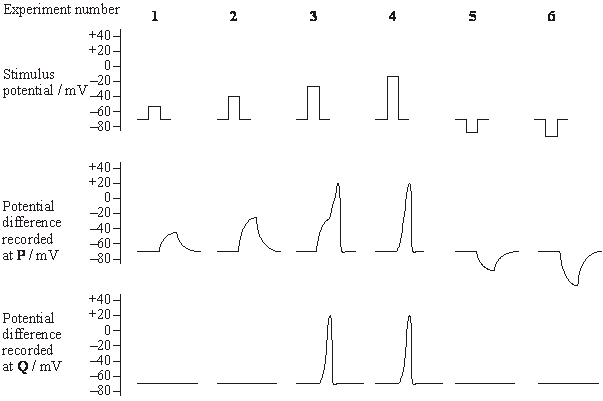 Experiment number 1 2 3 4 5 6
+40
+20
0
Stimulus
potential / mV
−20
−40
−60
−80
+40
+20
0
−20
−40
−60
−80
Potential
difference
recorded
at P / mV
+40
+20
0
−20
−40
−60
−80
Potential
difference
recorded
at Q / mV